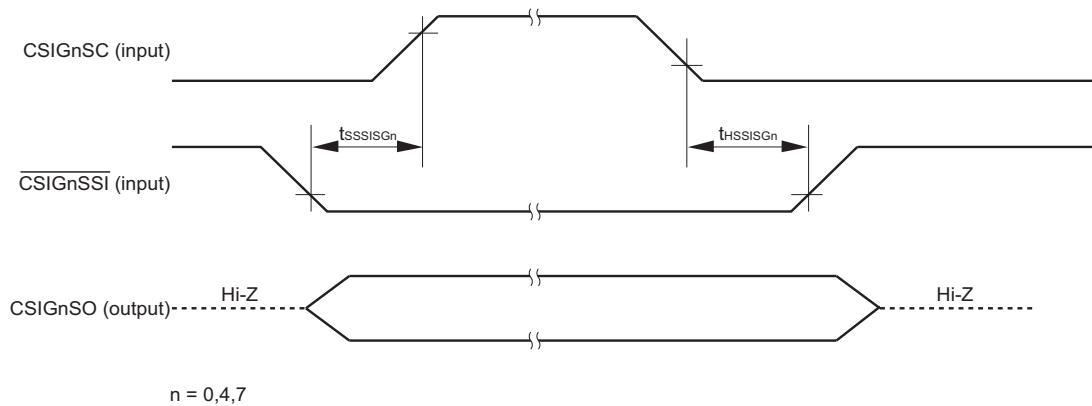 CSIGnSC (input)
tSSSISGn
tHSSISGn
CSIGnSSI (input)
Hi-Z
Hi-Z
CSIGnSO (output)
n = 0,4,7